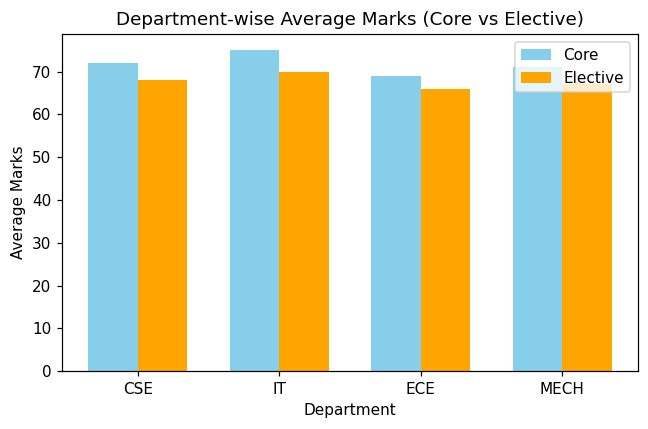 Department-wise Average Marks (Core vs Elective)
Core
Elective
Average Marks
70
60
50
40
30
20
10
0
CSE IT ECE MECH
Department